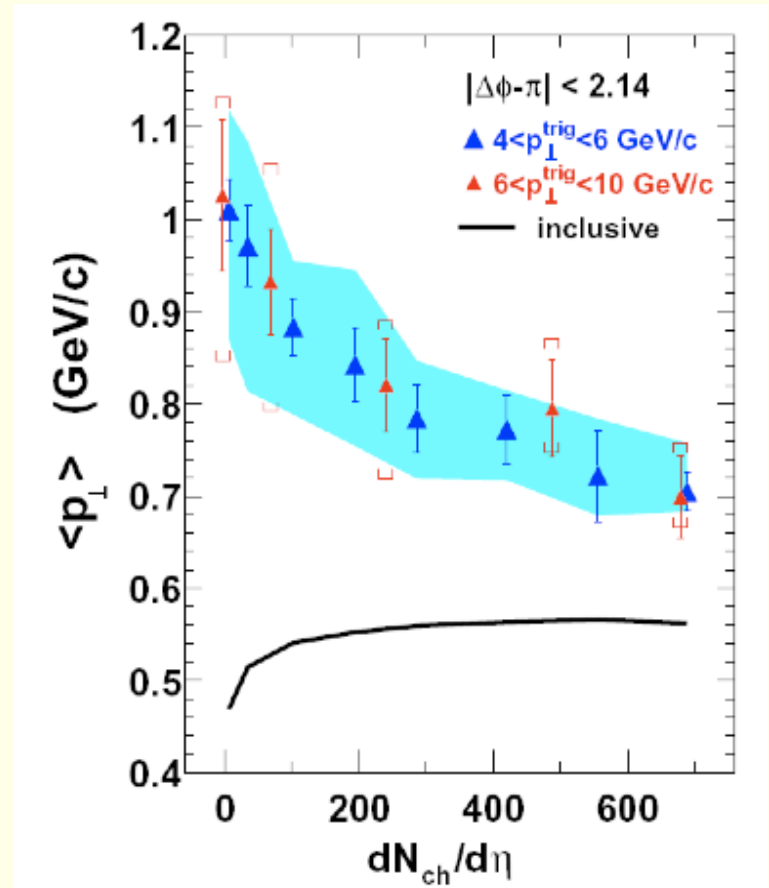 1.2
1.1
1
0.9
0.8
0.7
0.6
0.5
0.4
<p⊥> (GeV/c)
|Δϕ-π| < 2.14
4<p⊥^trig<6 GeV/c
6<p⊥^trig<10 GeV/c
inclusive
0 200 400 600
dN_ch/dη